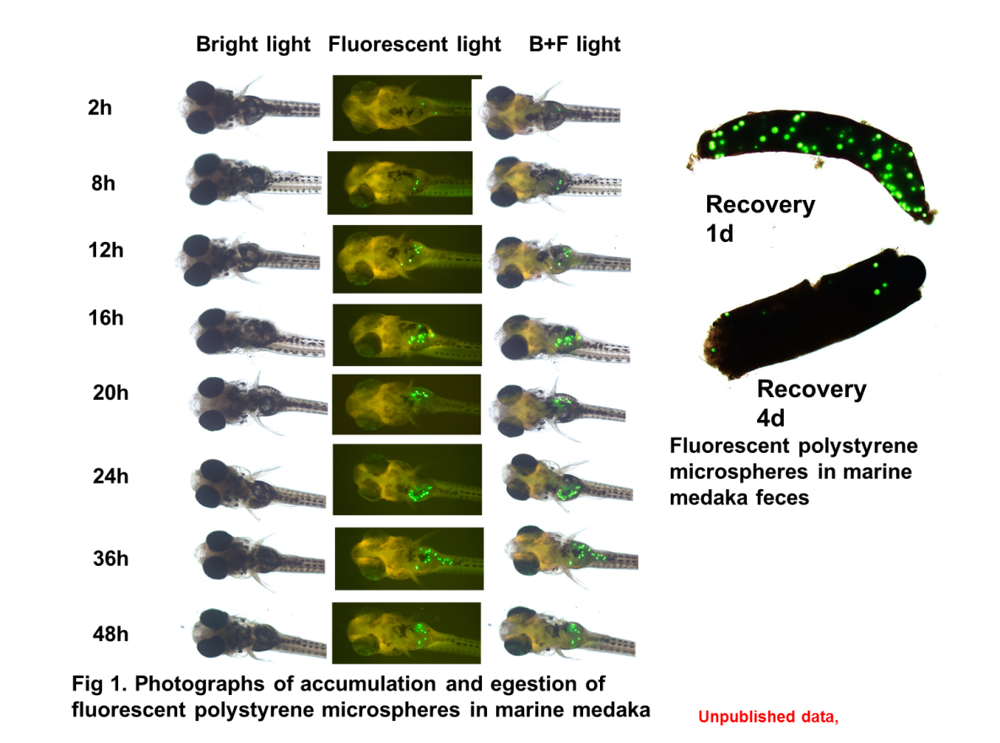 Bright light Fluorescent light B+F light
2h
8h
12h
16h
20h
24h
36h
48h
Recovery
1d
Recovery
4d
Fluorescent polystyrene
microspheres in marine
medaka feces
Fig 1. Photographs of accumulation and egestion of
fluorescent polystyrene microspheres in marine medaka
Unpublished data,